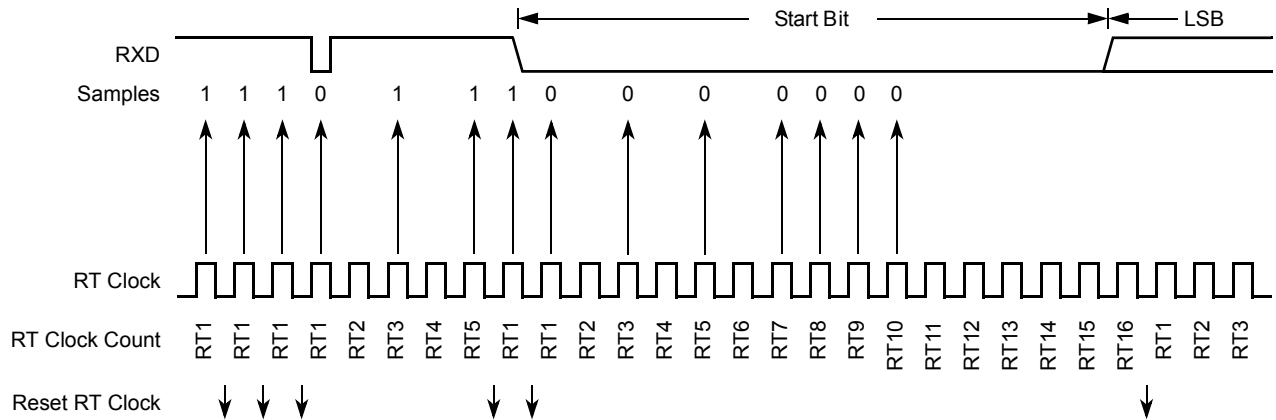 Start Bit LSB
RXD
Samples 1 1 1 0 1 1 1 0 0 0 0 0 0 0
RT Clock
RT Clock Count RT1 RT1 RT1 RT1 RT2 RT3 RT4 RT5 RT1 RT1 RT2 RT3 RT4 RT5 RT6 RT7 RT8 RT9 RT10 RT11 RT12 RT13 RT14 RT15 RT16 RT1 RT2 RT3
Reset RT Clock